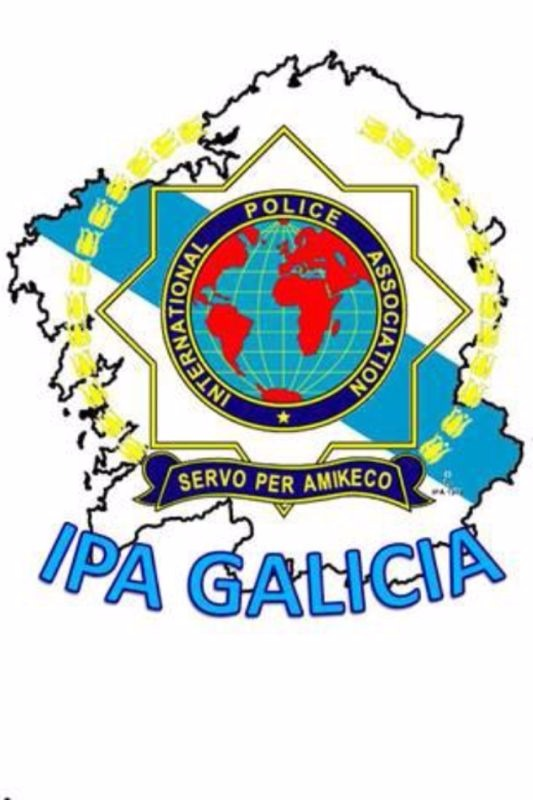 INTERNATIONAL POLICE ASSOCIATION
SERVO PER AMIKECO
IPA GALICIA